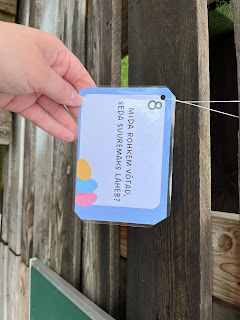 8
MIDA ROHKEM VÕTAD,
SEDA SUUREMAKS LÄHEB?